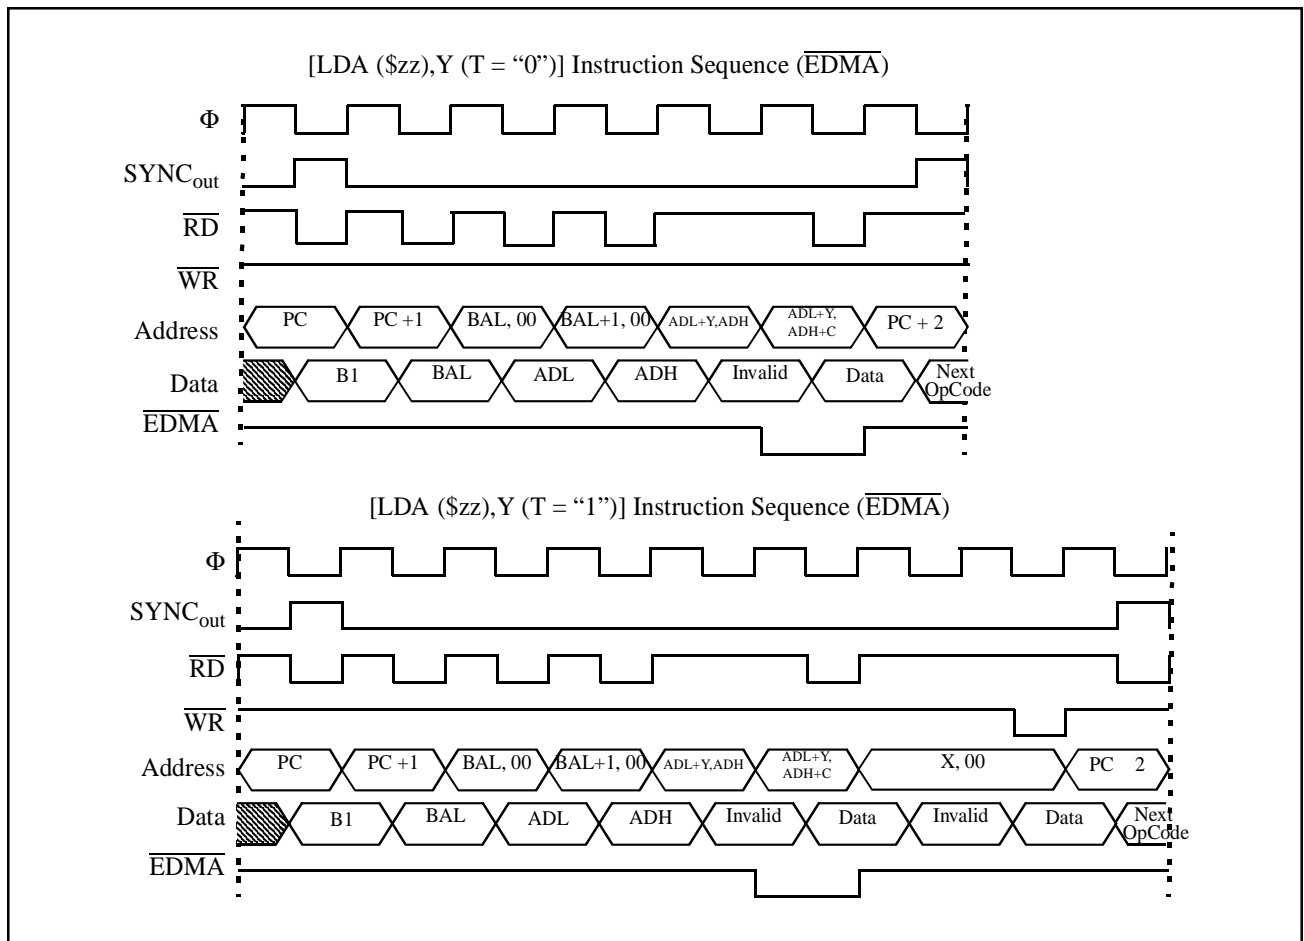 [LDA ($zz),Y (T = “0”)] Instruction Sequence (EDMA)
Φ
SYNCout
RD
WR
Address PC PC +1 BAL, 00 BAL+1, 00 ADL+Y,ADH ADL+Y, ADH+C PC + 2
Data B1 BAL ADL ADH Invalid Data Next OpCode
EDMA
[LDA ($zz),Y (T = “1”)] Instruction Sequence (EDMA)
Φ
SYNCout
RD
WR
Address PC PC +1 BAL, 00 BAL+1, 00 ADL+Y,ADH ADL+Y, ADH+C X, 00 PC 2
Data B1 BAL ADL ADH Invalid Data Invalid Data Next OpCode
EDMA